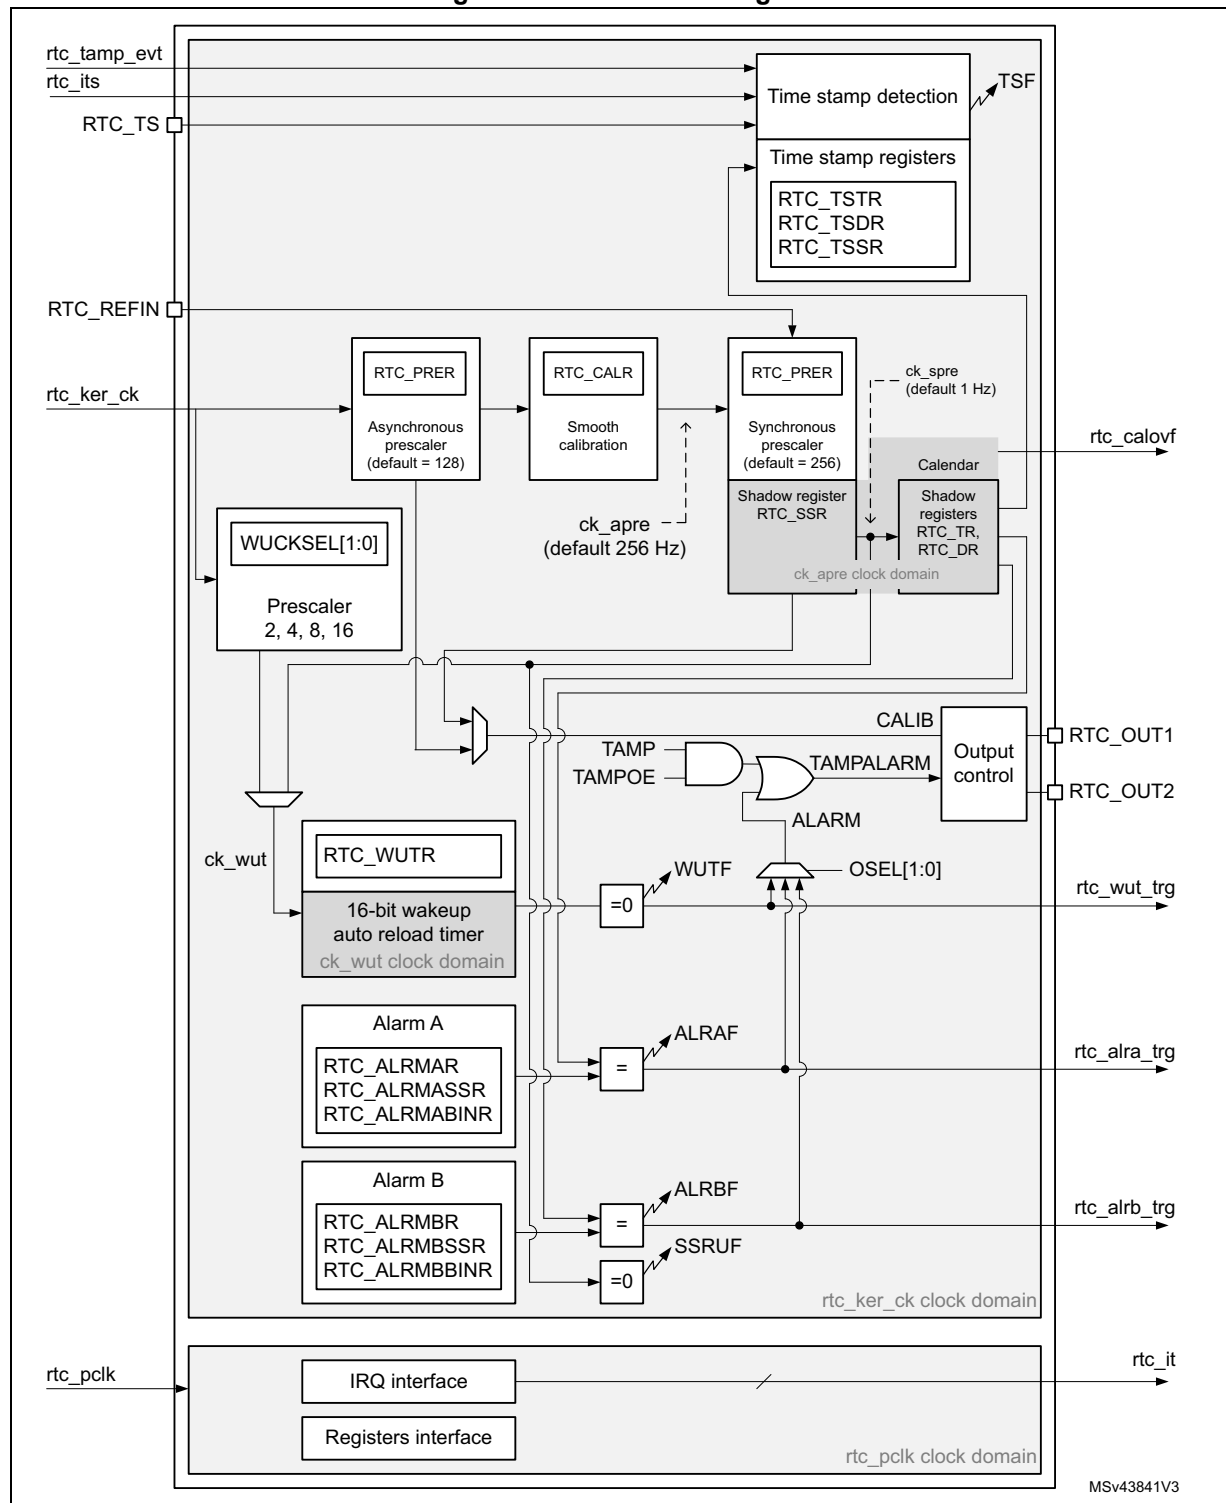 rtc_tamp_evt
rtc_its
RTC_TS
Time stamp detection
TSF
Time stamp registers
RTC_TSTR
RTC_TSDR
RTC_TSSR
RTC_REFIN
rtc_ker_ck
RTC_PRER
Asynchronous
prescaler
(default = 128)
RTC_CALR
Smooth
calibration
RTC_PRER
Synchronous
prescaler
(default = 256)
ck_spre
(default 1 Hz)
rtc_calovf
Calendar
Shadow register
RTC_SSR
Shadow
registers
RTC_TR,
RTC_DR
ck_apre clock domain
ck_apre
(default 256 Hz)
WUCKSEL[1:0]
Prescaler
2, 4, 8, 16
CALIB
TAMP
TAMPOE
TAMPALARM
Output
control
RTC_OUT1
RTC_OUT2
ALARM
OSEL[1:0]
ck_wut
RTC_WUTR
16-bit wakeup
auto reload timer
ck_wut clock domain
=0
WUTF
rtc_wut_trg
Alarm A
RTC_ALRMAR
RTC_ALRMASSR
RTC_ALRMABINR
=
ALRAF
rtc_alra_trg
Alarm B
RTC_ALRMBR
RTC_ALRMBSSR
RTC_ALRMBBINR
=
ALRBF
rtc_alrb_trg
=0
SSRUF
rtc_ker_ck clock domain
rtc_pclk
IRQ interface
rtc_it
Registers interface
rtc_pclk clock domain
MSv43841V3